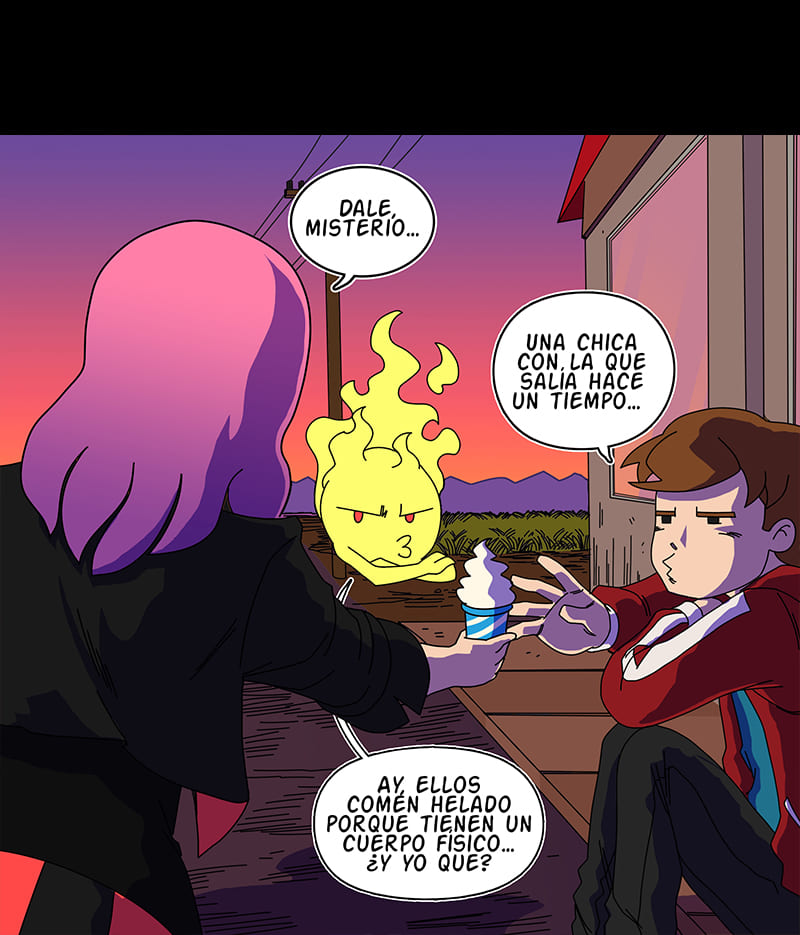 DALE,
MISTERIO...
UNA CHICA
CON LA QUE
SALÍA HACE
UN TIEMPO...
AY, ELLOS
COMEN HELADO
PORQUE TIENEN UN
CUERPO FÍSICO...
¿Y YO QUE?